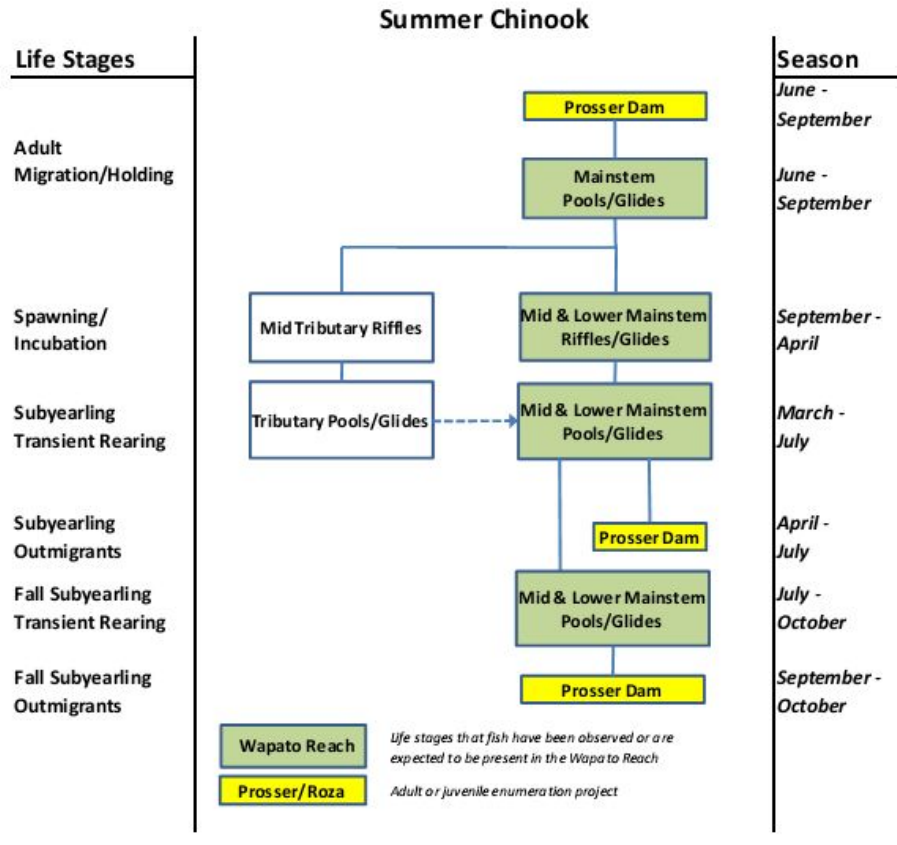 Summer Chinook
Life Stages
Season
Prosser Dam
June -
September
Adult
Migration/Holding
Mainstem
Pools/Glides
June -
September
Spawning/
Incubation
Mid Tributary Riffles
Mid & Lower Mainstem
Riffles/Glides
September -
April
Subyearling
Transient Rearing
Tributary Pools/Glides
Mid & Lower Mainstem
Pools/Glides
March -
July
Subyearling
Outmigrants
Prosser Dam
April -
July
Fall Subyearling
Transient Rearing
Mid & Lower Mainstem
Pools/Glides
July -
October
Fall Subyearling
Outmigrants
Prosser Dam
September -
October
Wapato Reach
Life stages that fish have been observed or are
expected to be present in the Wapato Reach
Prosser/Roza
Adult or juvenile enumeration project